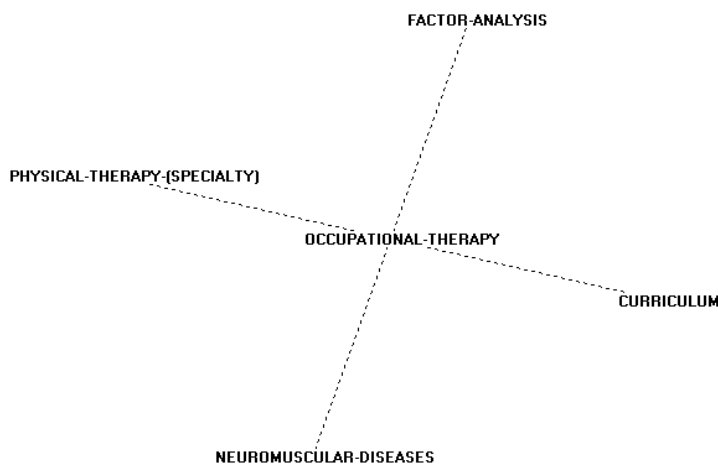 FACTOR-ANALYSIS
PHYSICAL-THERAPY-(SPECIALTY)
OCCUPATIONAL-THERAPY
CURRICULUM
NEUROMUSCULAR-DISEASES